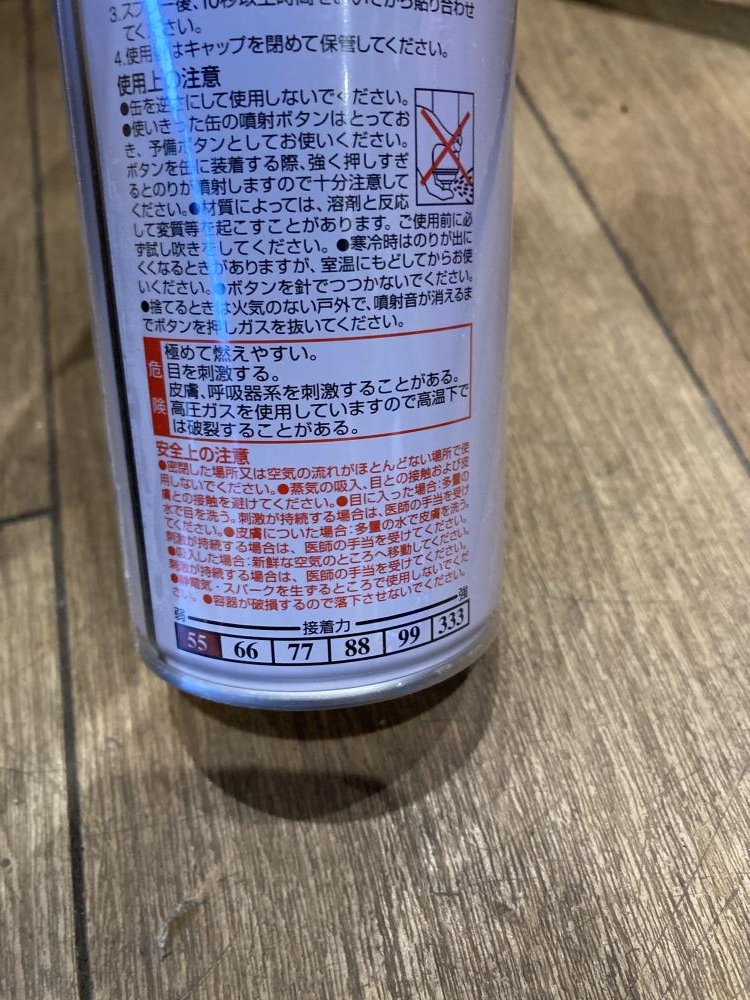 3.スプレー後、10秒以上時間をおいてから貼り合わせ
てください。
4.使用後はキャップを閉めて保管してください。
使用上の注意
●缶を逆さにして使用しないでください。
●使いきった缶の噴射ボタンはとってお
き、予備ボタンとしてお使いください。
ボタンを缶に装着する際、強く押しすぎ
るとのりが噴射しますので十分注意して
ください。●材質によっては、溶剤と反応
して変質等を起こすことがあります。ご使用前に必
ず試し吹きをしてください。●寒冷時はのりが出に
くくなるときがありますが、室温にもどしてからお使
いください。●ボタンを針でつつかないでください。
●捨てるときは火気のない戸外で、噴射音が消えるま
でボタンを押しガスを抜いてください。
危険
極めて燃えやすい。
目を刺激する。
皮膚、呼吸器系を刺激することがある。
高圧ガスを使用していますので高温下で
は破裂することがある。
安全上の注意
●密閉した場所又は空気の流れがほとんどない場所で使
用しないでください。●蒸気の吸入、目との接触および皮
膚との接触を避けてください。●目に入った場合:多量の
水で目を洗う。刺激が持続する場合は、医師の手当を受け
てください。●皮膚についた場合:多量の水で皮膚を洗う。
刺激が持続する場合は、医師の手当を受けてください。
●吸入した場合:新鮮な空気のところへ移動してください。
刺激が持続する場合は、医師の手当を受けてください。
●静電気・スパークを生ずるところで使用しないでくだ
さい。●容器が破損するので落下させないでください。
弱 接着力 強
55 66 77 88 99 333